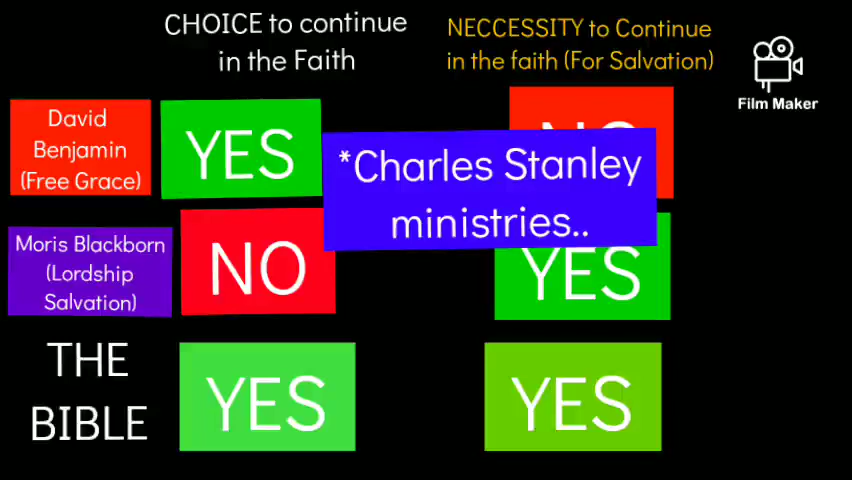 CHOICE to continue
in the Faith
NECCESSITY to Continue
in the faith (For Salvation)
Film Maker
David
Benjamin
(Free Grace)
YES
NO
*Charles Stanley
ministries..
Moris Blackborn
(Lordship
Salvation)
NO
YES
THE
BIBLE
YES
YES